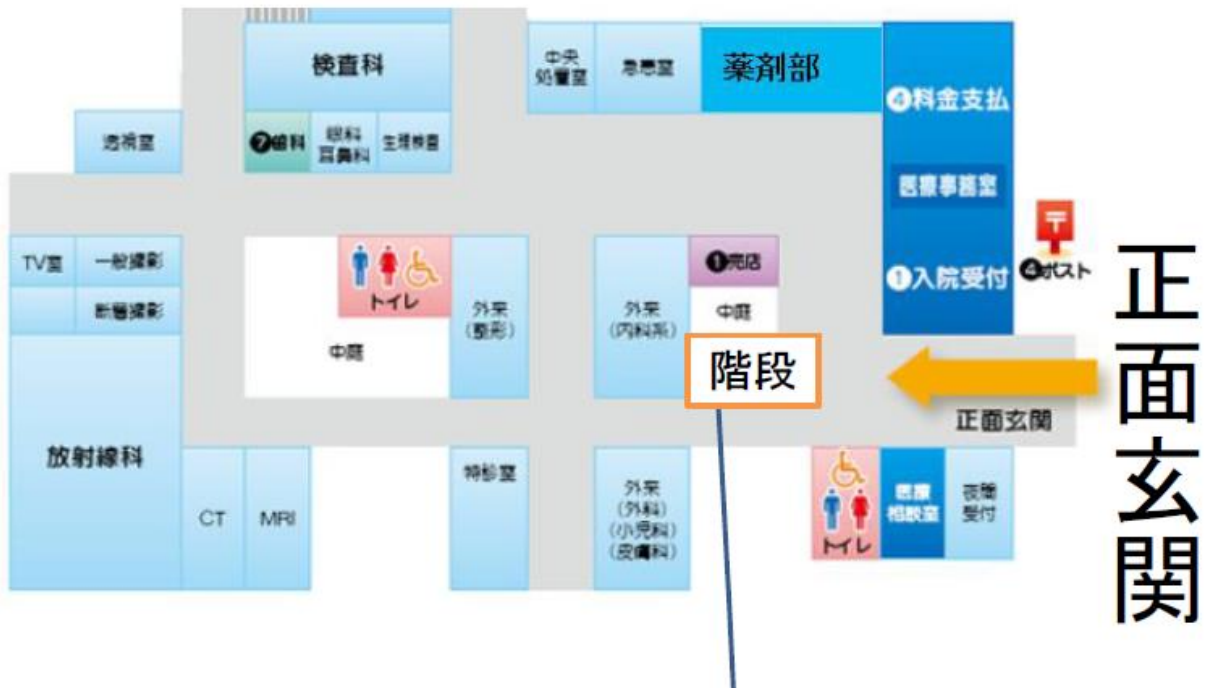 検査科
中央
処置室
急患室
薬剤部
❹料金支払
透視室
❼歯科
眼科
耳鼻科
生理検査
医療事務室
〒
❹ポスト
TV室
一般撮影
断層撮影
トイレ
中庭
外来
(整形)
外来
(内科系)
❶売店
中庭
❶入院受付
階段
正面玄関
正面玄関
放射線科
CT
MRI
特診室
外来
(外科)
(小児科)
(皮膚科)
トイレ
医療
相談室
夜間
受付